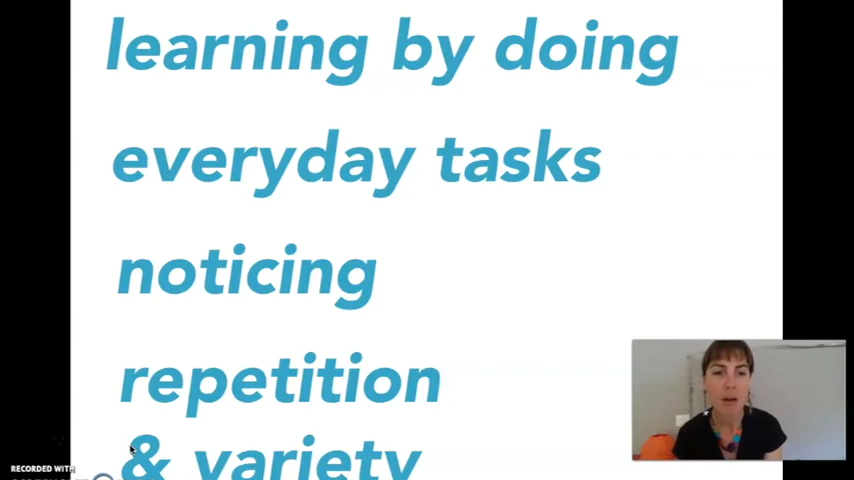 learning by doing
everyday tasks
noticing
repetition
& variety
RECORDED WITH